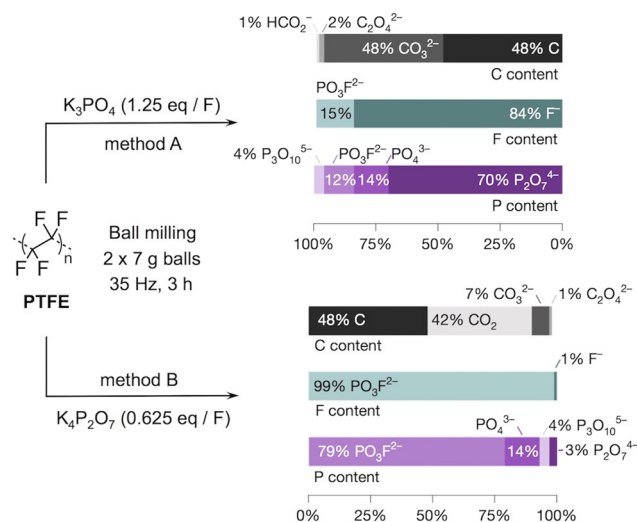 1% HCO₂⁻ 2% C₂O₄²⁻
48% CO₃²⁻ 48% C
C content
K₃PO₄ (1.25 eq / F)
method A
PO₃F²⁻
15% 84% F⁻
F content
4% P₃O₁₀⁵⁻ PO₃F²⁻ PO₄³⁻
12% 14% 70% P₂O₇⁴⁻
P content
100% 75% 50% 25% 0%
F F
F F
n
PTFE
Ball milling
2 x 7 g balls
35 Hz, 3 h
method B
K₄P₂O₇ (0.625 eq / F)
7% CO₃²⁻ 1% C₂O₄²⁻
48% C 42% CO₂
C content
1% F⁻
99% PO₃F²⁻
F content
PO₄³⁻ 4% P₃O₁₀⁵⁻
79% PO₃F²⁻ 14% 3% P₂O₇⁴⁻
P content
0% 25% 50% 75% 100%